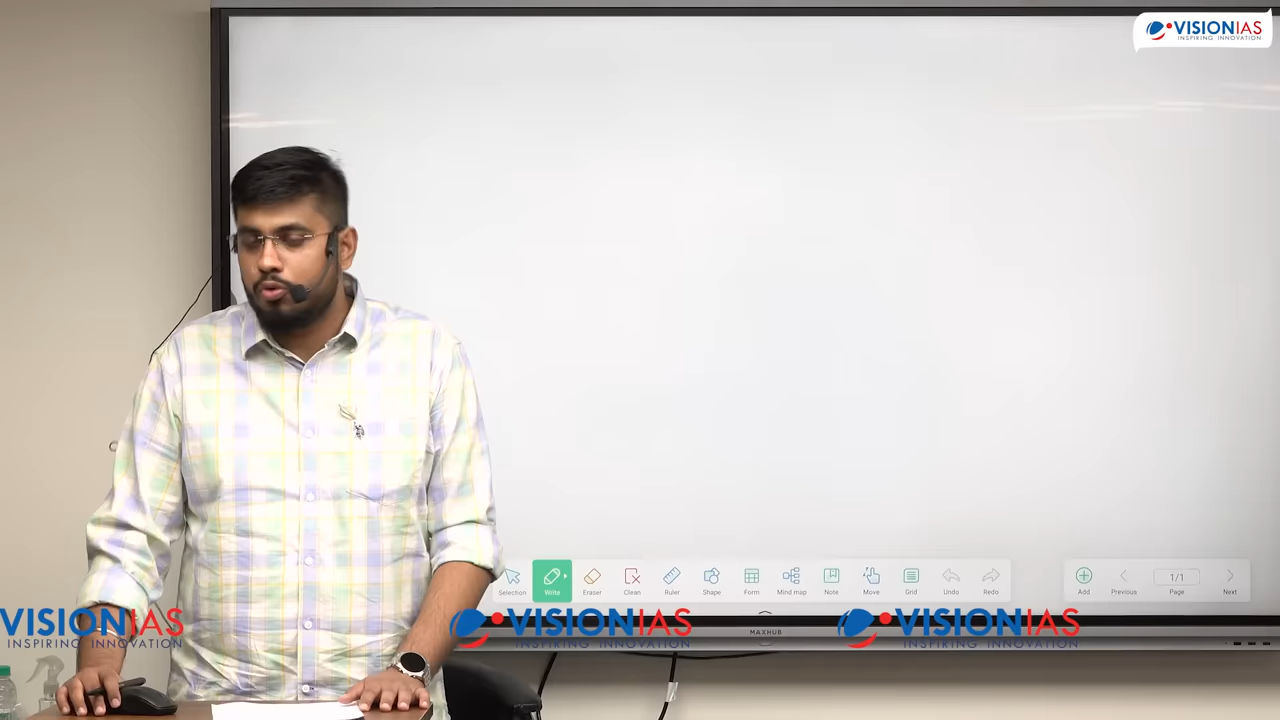 VISIONIAS
INSPIRING INNOVATION
Selection
Write
Eraser
Clean
Ruler
Shape
Form
Mind map
Note
Move
Grid
Undo
Redo
Add
Previous
1/1
Page
Next
MAXHUB
VISIONIAS
INSPIRING INNOVATION
VISIONIAS
INSPIRING INNOVATION
VISIONIAS
INSPIRING INNOVATION